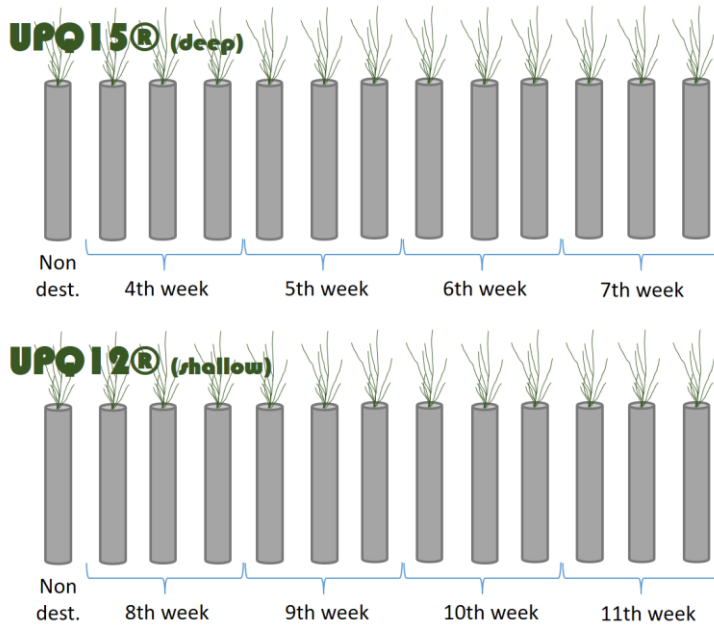 UPQ15® (deep)
Non
dest.
4th week
5th week
6th week
7th week
UPQ12® (shallow)
Non
dest.
8th week
9th week
10th week
11th week